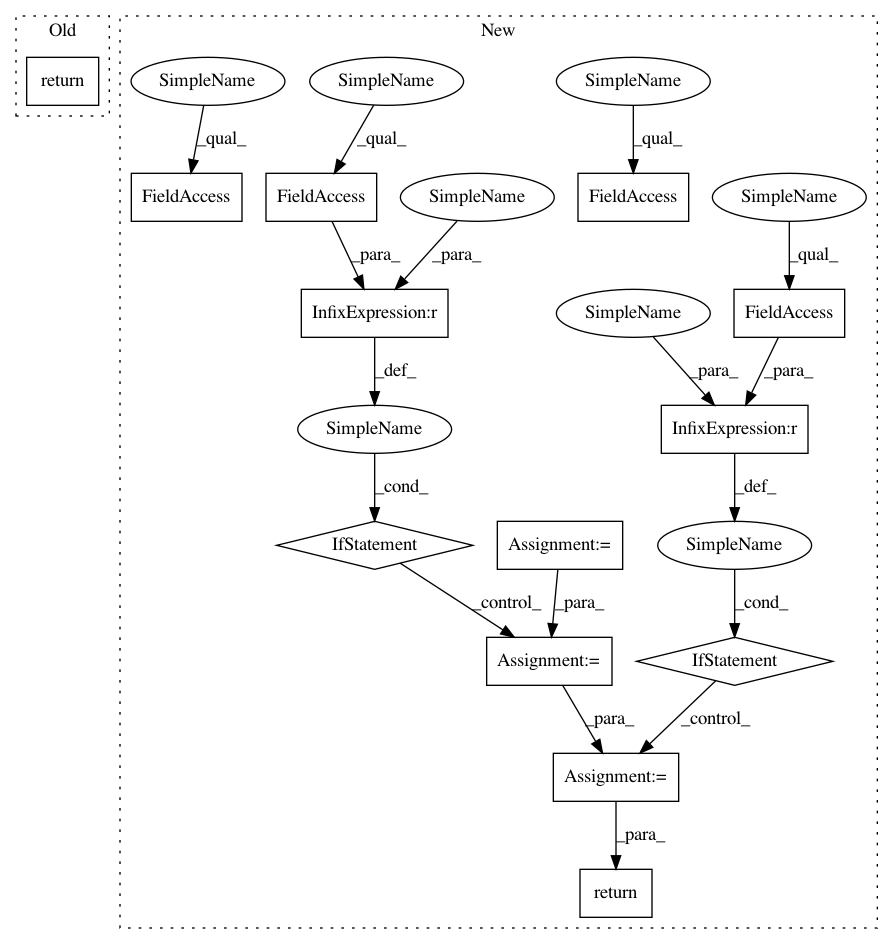 Old
New
return
SimpleName
SimpleName
SimpleName
_qual_
_qual_
_qual_
FieldAccess
FieldAccess
SimpleName
FieldAccess
SimpleName
_para_
_para_
_qual_
InfixExpression:r
SimpleName
FieldAccess
_def_
_para_
_para_
SimpleName
InfixExpression:r
_cond_
_def_
IfStatement
Assignment:=
SimpleName
_control_
_para_
_cond_
Assignment:=
IfStatement
_para_
_control_
Assignment:=
_para_
return